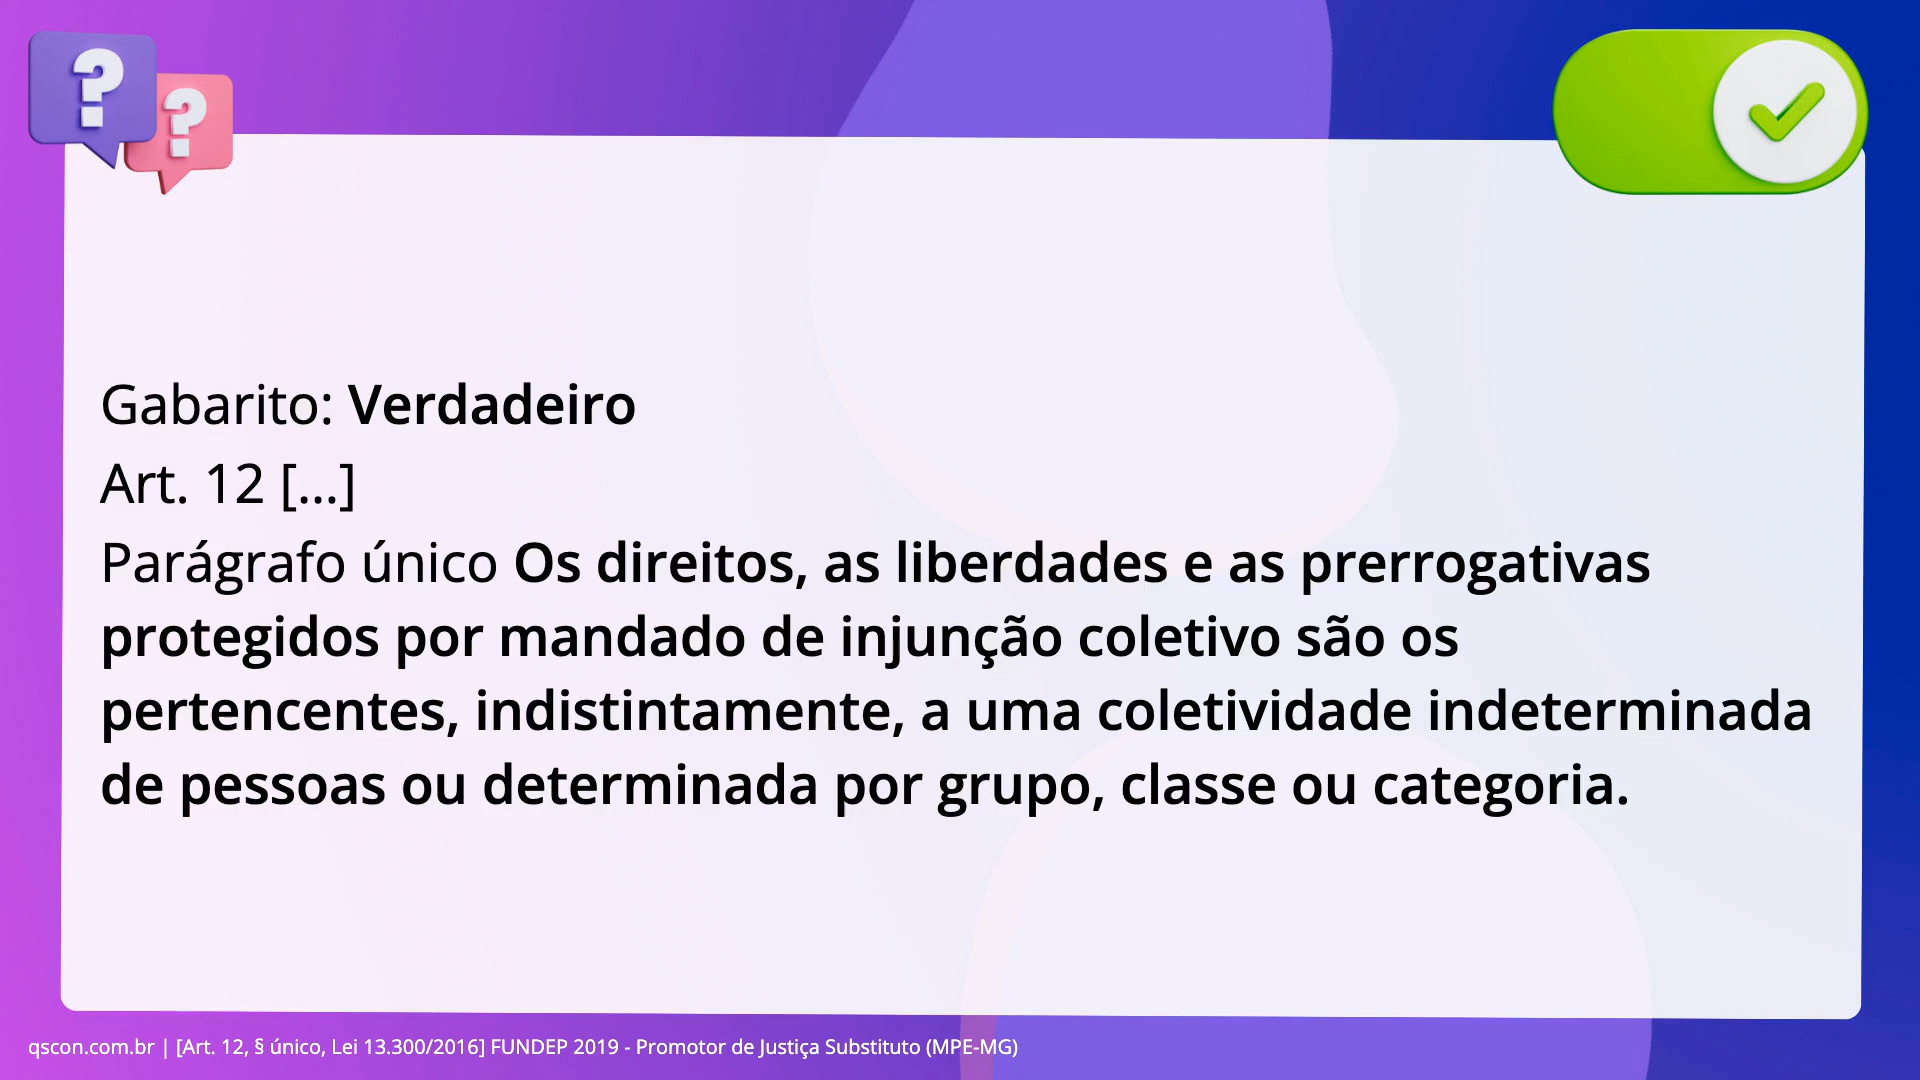 Gabarito: Verdadeiro
Art. 12 [...]
Parágrafo único Os direitos, as liberdades e as prerrogativas
protegidos por mandado de injunção coletivo são os
pertencentes, indistintamente, a uma coletividade indeterminada
de pessoas ou determinada por grupo, classe ou categoria.
qscon.com.br | [Art. 12, § único, Lei 13.300/2016] FUNDEP 2019 - Promotor de Justiça Substituto (MPE-MG)